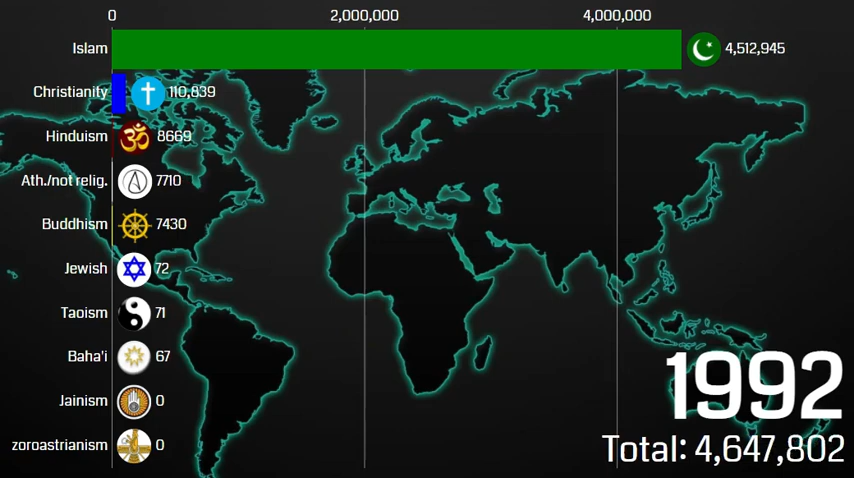 0 2,000,000 4,000,000
Islam 4,512,945
Christianity 110,839
Hinduism 8669
Ath./not relig. 7710
Buddhism 7430
Jewish 72
Taoism 71
Baha'i 67
Jainism 0
zoroastrianism 0
1992
Total: 4,647,802